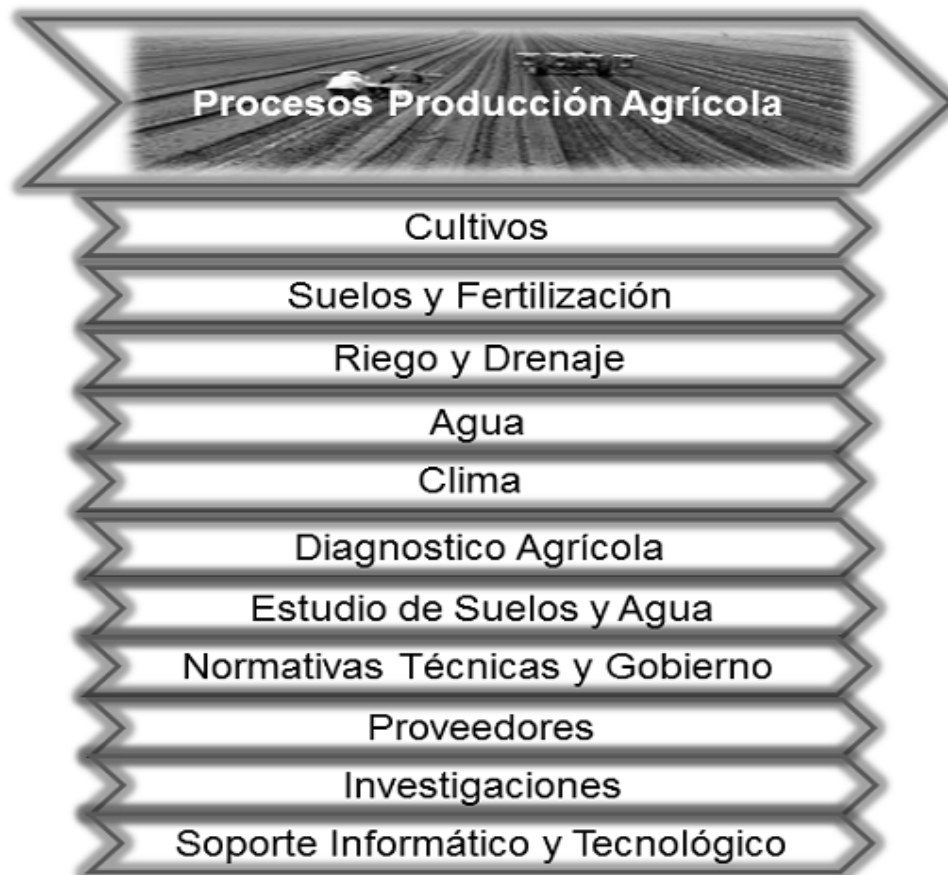 Procesos Producción Agrícola
Cultivos
Suelos y Fertilización
Riego y Drenaje
Agua
Clima
Diagnostico Agrícola
Estudio de Suelos y Agua
Normativas Técnicas y Gobierno
Proveedores
Investigaciones
Soporte Informático y Tecnológico